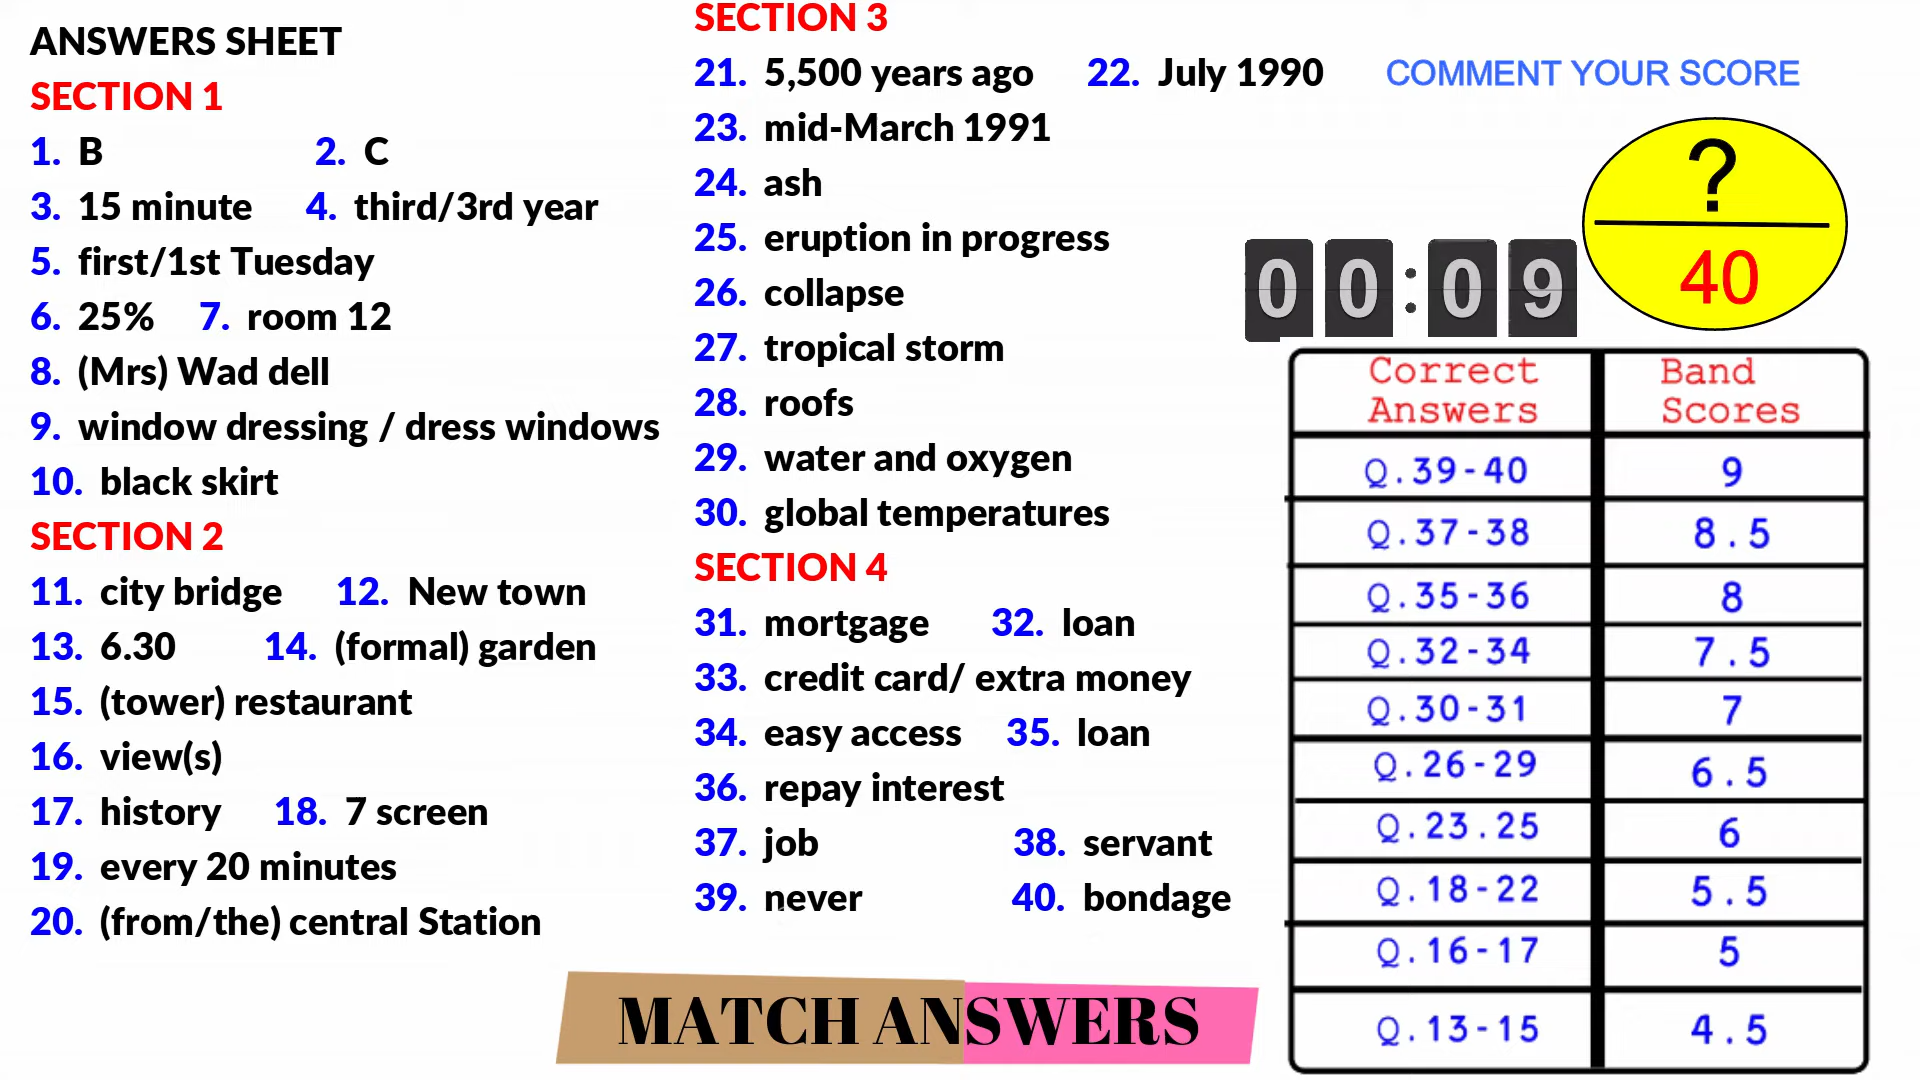 ANSWERS SHEET
SECTION 1
1. B 2. C
3. 15 minute 4. third/3rd year
5. first/1st Tuesday
6. 25% 7. room 12
8. (Mrs) Wad dell
9. window dressing / dress windows
10. black skirt
SECTION 2
11. city bridge 12. New town
13. 6.30 14. (formal) garden
15. (tower) restaurant
16. view(s)
17. history 18. 7 screen
19. every 20 minutes
20. (from/the) central Station
SECTION 3
21. 5,500 years ago 22. July 1990
23. mid-March 1991
24. ash
25. eruption in progress
26. collapse
27. tropical storm
28. roofs
29. water and oxygen
30. global temperatures
SECTION 4
31. mortgage 32. loan
33. credit card/ extra money
34. easy access 35. loan
36. repay interest
37. job 38. servant
39. never 40. bondage
COMMENT YOUR SCORE
?
40
00:09
Correct Answers Band Scores
Q.39-40 9
Q.37-38 8.5
Q.35-36 8
Q.32-34 7.5
Q.30-31 7
Q.26-29 6.5
Q.23.25 6
Q.18-22 5.5
Q.16-17 5
Q.13-15 4.5
MATCH ANSWERS